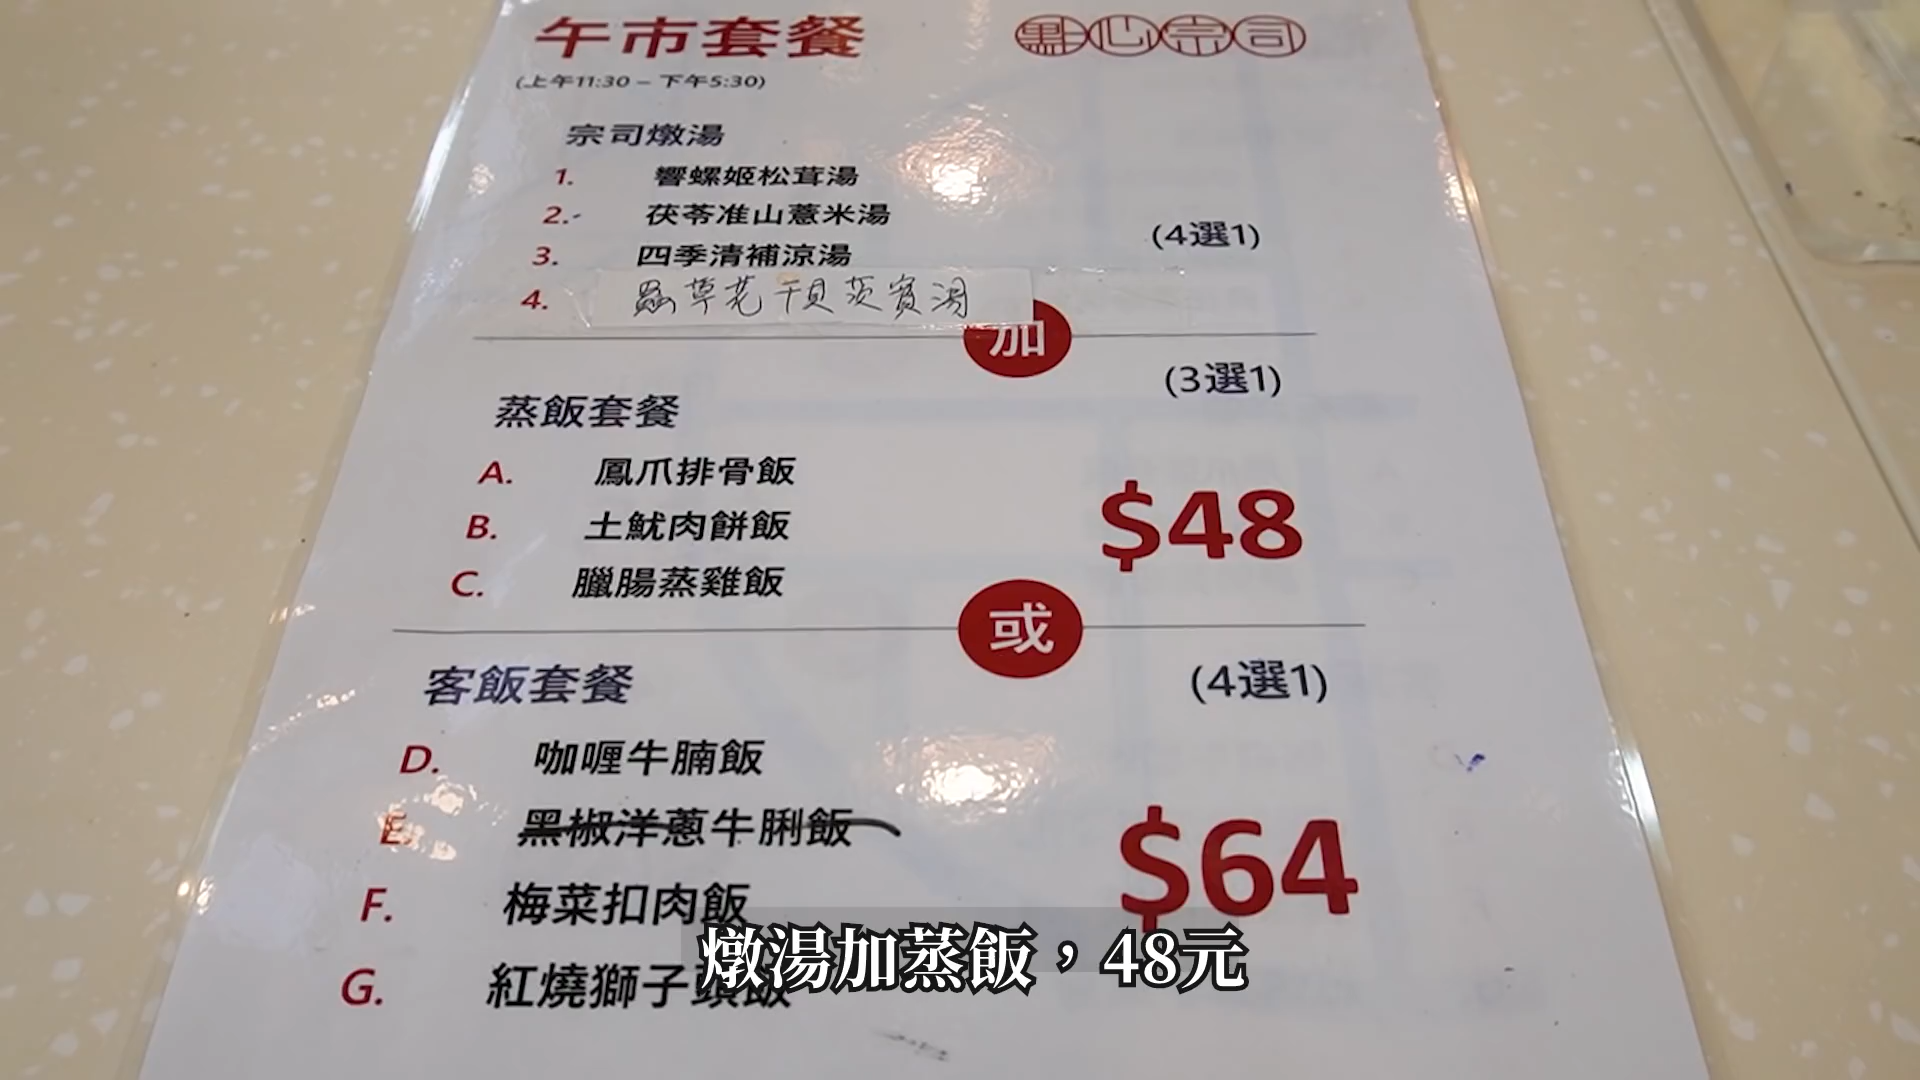 午市套餐
點心宗司
(上午11:30 – 下午5:30)
宗司燉湯
1. 響螺姬松茸湯
2. 茯苓准山薏米湯
(4選1)
3. 四季清補涼湯
4. 蟲草花干貝茨實湯
加
(3選1)
蒸飯套餐
A. 鳳爪排骨飯
B. 土魷肉餅飯
$48
C. 臘腸蒸雞飯
或
客飯套餐
(4選1)
D. 咖喱牛腩飯
E. 黑椒洋蔥牛脷飯
$64
F. 梅菜扣肉飯
G. 紅燒獅子頭飯
燉湯加蒸飯，48元